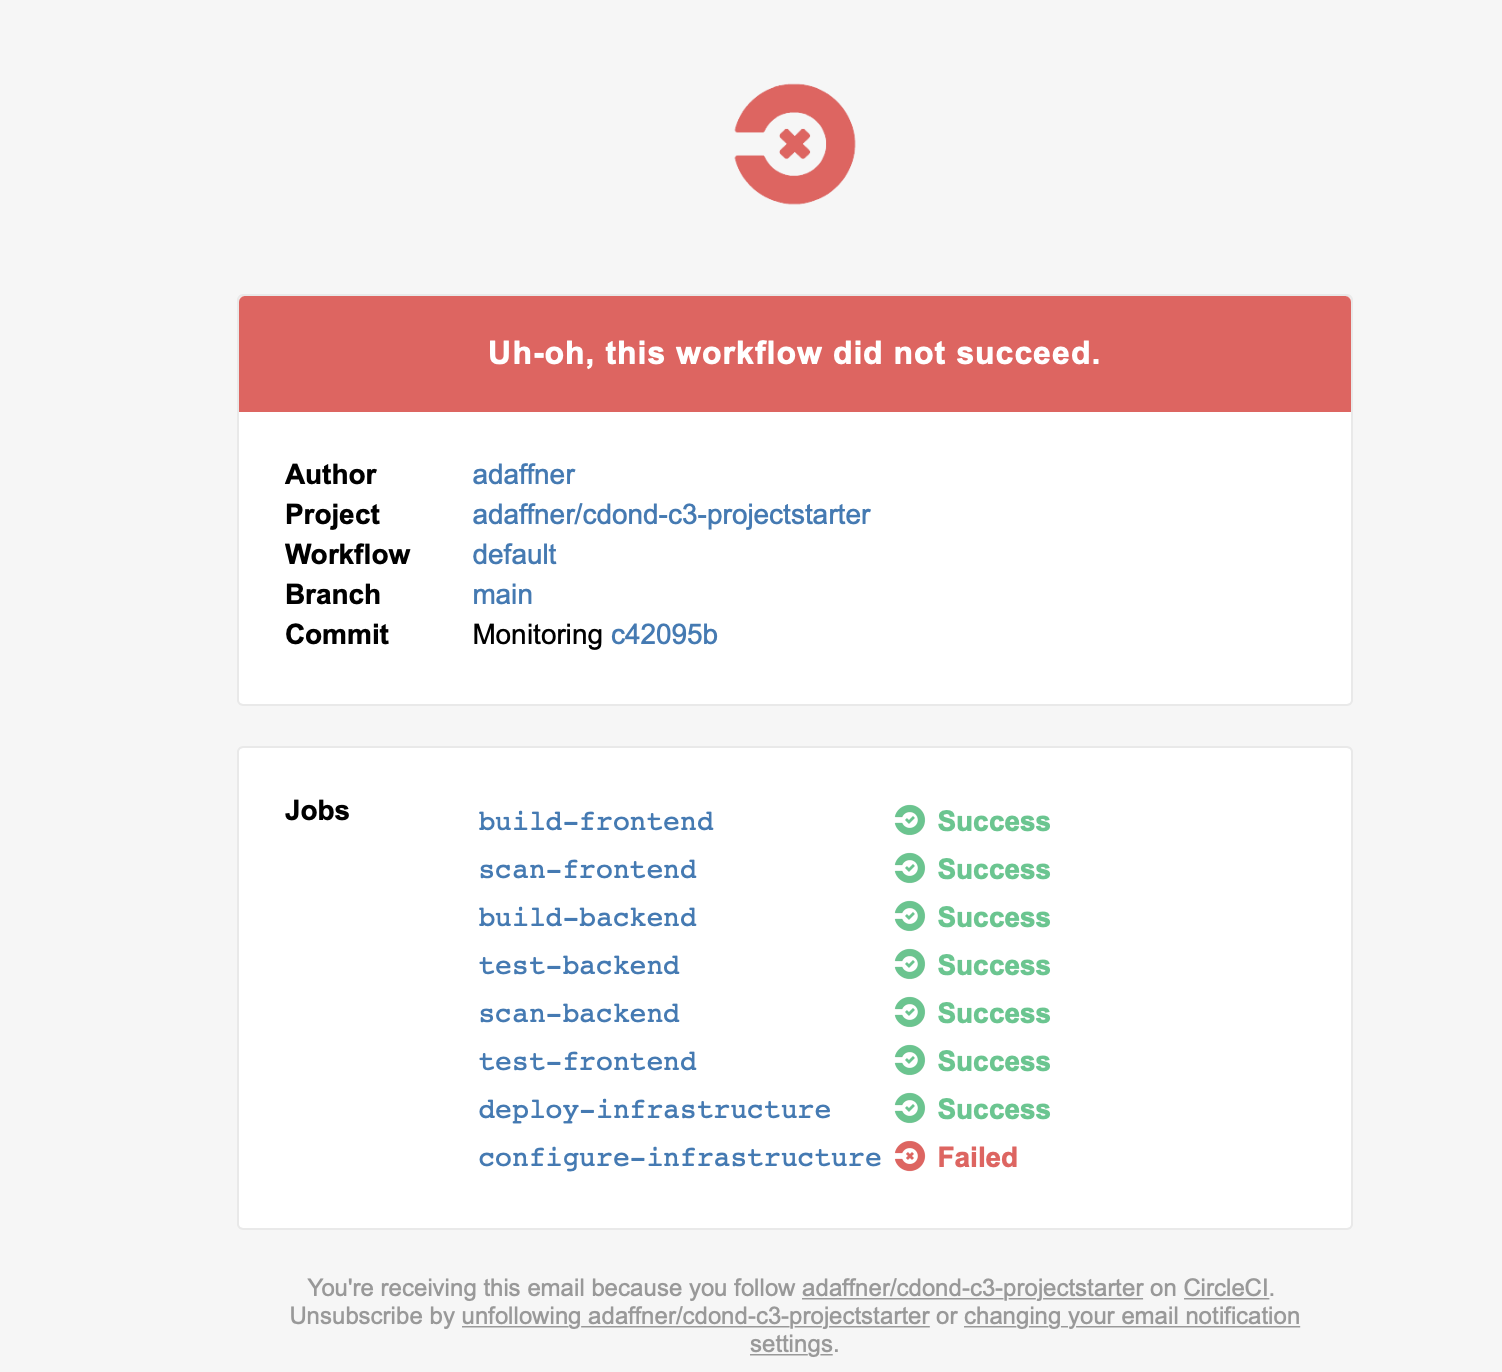 Uh-oh, this workflow did not succeed.
Author adaffner
Project adaffner/cdond-c3-projectstarter
Workflow default
Branch main
Commit Monitoring c42095b
Jobs
build-frontend Success
scan-frontend Success
build-backend Success
test-backend Success
scan-backend Success
test-frontend Success
deploy-infrastructure Success
configure-infrastructure Failed
You're receiving this email because you follow adaffner/cdond-c3-projectstarter on CircleCI.
Unsubscribe by unfollowing adaffner/cdond-c3-projectstarter or changing your email notification
settings.